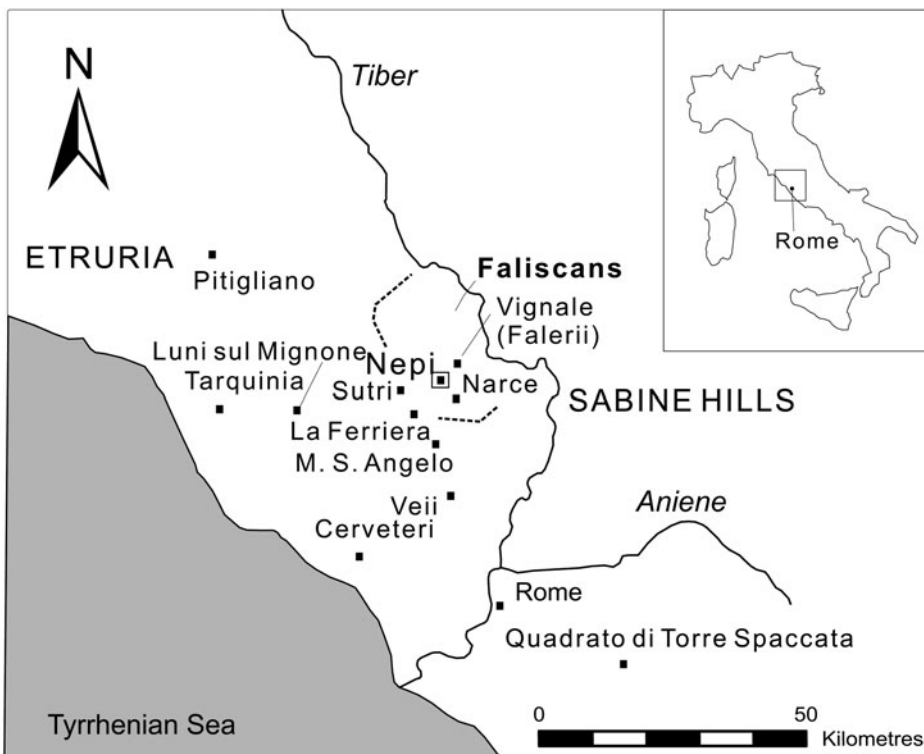 N
Tiber
ETRURIA
Pitigliano
Faliscans
Vignale
(Falerii)
Luni sul Mignone
Tarquinia
Nepi
Sutri
Narce
SABINE HILLS
La Ferriera
M. S. Angelo
Veii
Cerveteri
Aniene
Rome
Quadrato di Torre Spaccata
Tyrrhenian Sea
0
50
Kilometres
Rome